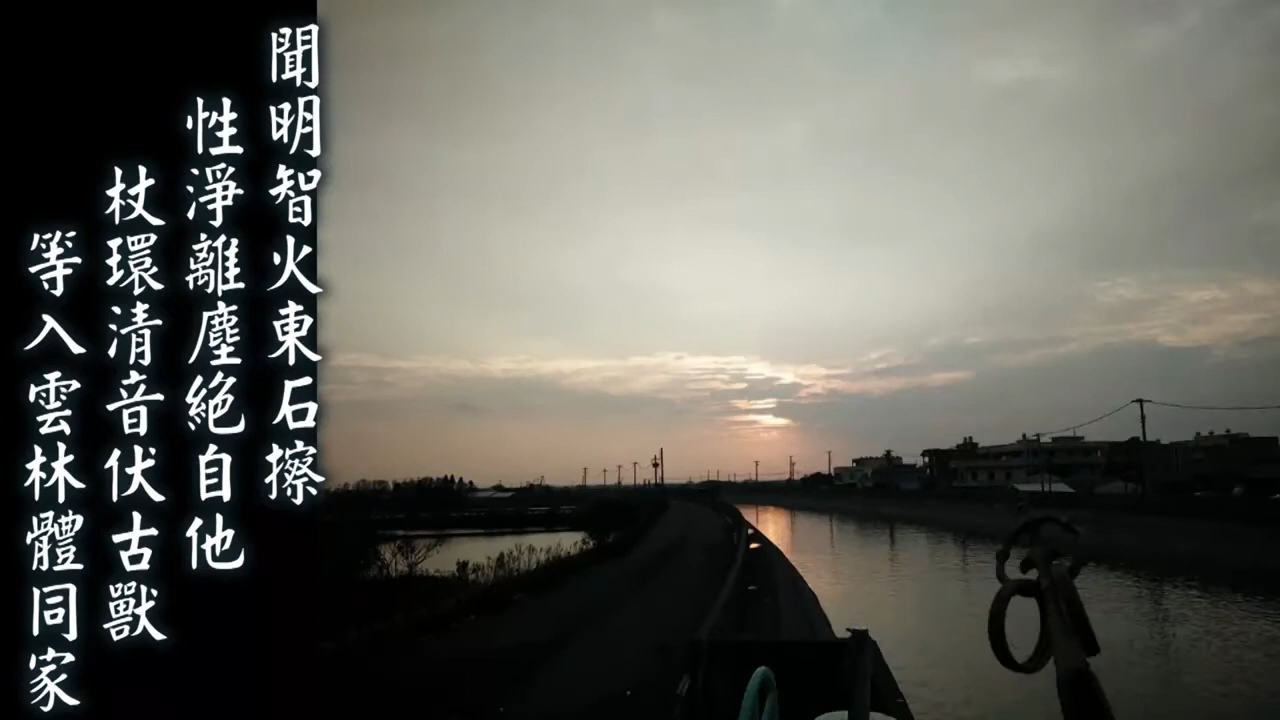 聞明智火東石擦
性淨離塵絕自他
杖環清音伏古獸
等入雲林體同家